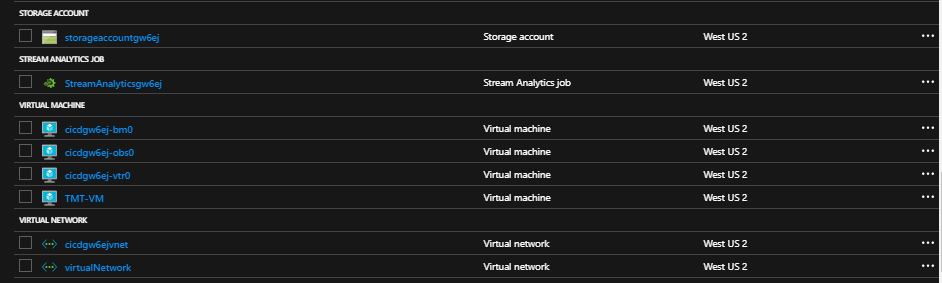 STORAGE ACCOUNT
storageaccountgw6ej Storage account West US 2 ...
STREAM ANALYTICS JOB
StreamAnalyticsgw6ej Stream Analytics job West US 2 ...
VIRTUAL MACHINE
cicdgw6ej-bm0 Virtual machine West US 2 ...
cicdgw6ej-obs0 Virtual machine West US 2 ...
cicdgw6ej-vtr0 Virtual machine West US 2 ...
TMT-VM Virtual machine West US 2 ...
VIRTUAL NETWORK
cicdgw6ejvnet Virtual network West US 2 ...
virtualNetwork Virtual network West US 2 ...